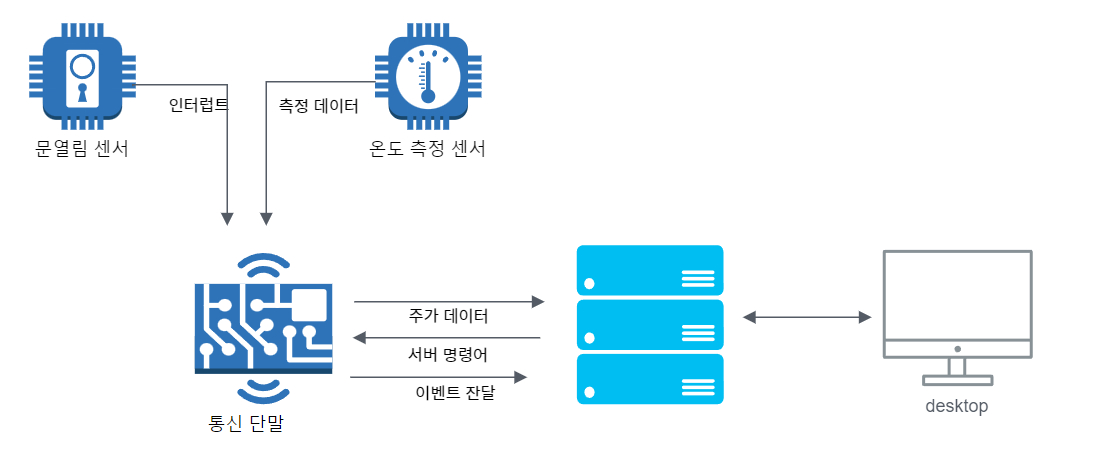 인터럽트
측정 데이터
문열림 센서
온도 측정 센서
주가 데이터
서버 명령어
이벤트 잔달
통신 단말
desktop